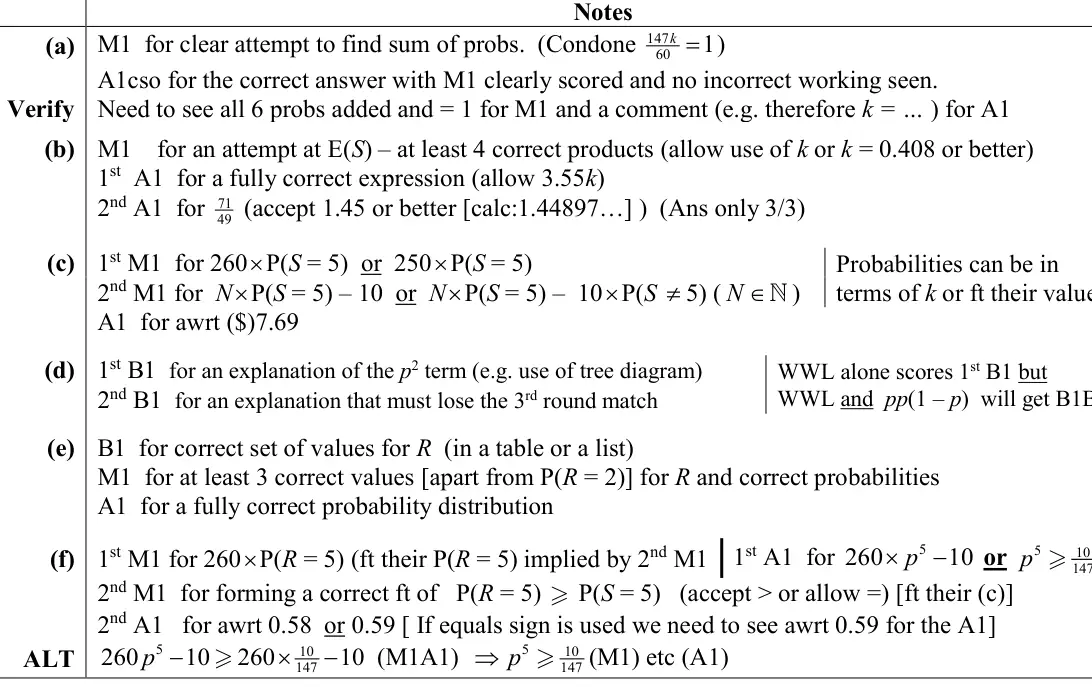 Notes
(a) M1 for clear attempt to find sum of probs. (Condone 147k/60 = 1)
A1cso for the correct answer with M1 clearly scored and no incorrect working seen.
Verify Need to see all 6 probs added and = 1 for M1 and a comment (e.g. therefore k = ... ) for A1
(b) M1 for an attempt at E(S) – at least 4 correct products (allow use of k or k = 0.408 or better)
1st A1 for a fully correct expression (allow 3.55k)
2nd A1 for 71/49 (accept 1.45 or better [calc:1.44897…] ) (Ans only 3/3)
(c) 1st M1 for 260×P(S = 5) or 250×P(S = 5)
2nd M1 for N×P(S = 5) – 10 or N×P(S = 5) – 10×P(S ≠ 5) ( N ∈ ℕ )
A1 for awrt ($)7.69
Probabilities can be in
terms of k or ft their value
(d) 1st B1 for an explanation of the p² term (e.g. use of tree diagram)
2nd B1 for an explanation that must lose the 3rd round match
WWL alone scores 1st B1 but
WWL and pp(1 – p) will get B1B
(e) B1 for correct set of values for R (in a table or a list)
M1 for at least 3 correct values [apart from P(R = 2)] for R and correct probabilities
A1 for a fully correct probability distribution
(f) 1st M1 for 260×P(R = 5) (ft their P(R = 5) implied by 2nd M1 | 1st A1 for 260× p⁵ −10 or p⁵ ⩾ 10/147
2nd M1 for forming a correct ft of P(R = 5) ⩾ P(S = 5) (accept > or allow =) [ft their (c)]
2nd A1 for awrt 0.58 or 0.59 [ If equals sign is used we need to see awrt 0.59 for the A1]
ALT 260p⁵ −10 ⩾ 260× 10/147 −10 (M1A1) ⇒ p⁵ ⩾ 10/147 (M1) etc (A1)